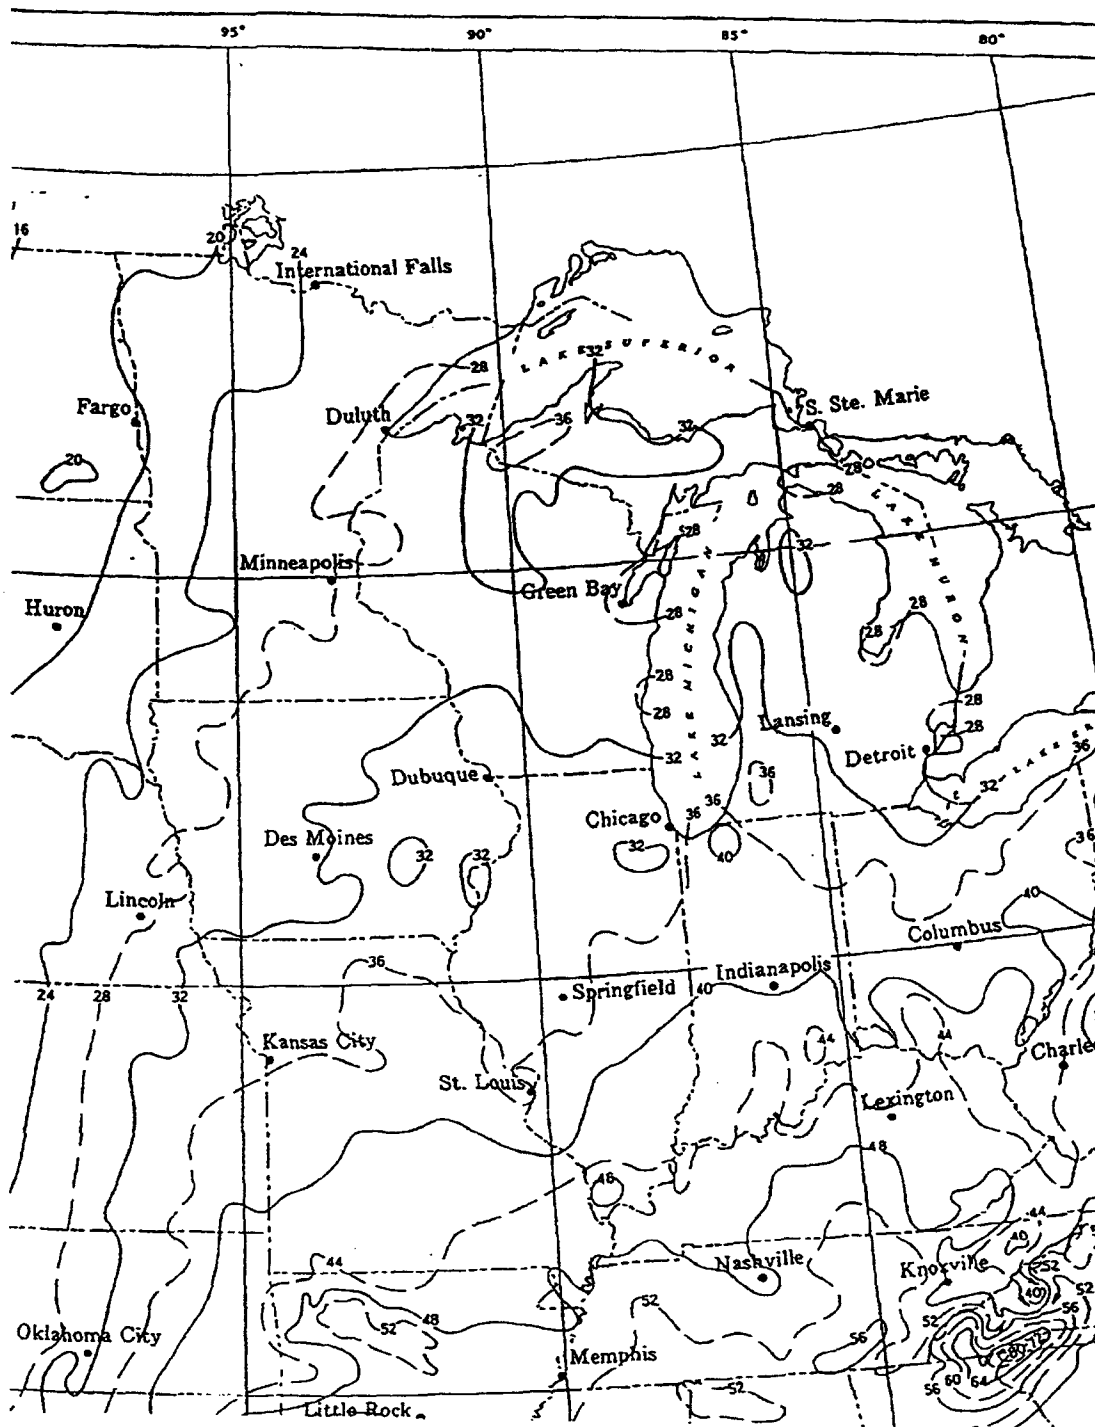 95° 90° 85° 80°
16
20
24
International Falls
LAKE SUPERIOR
32
28
Fargo
Duluth
32
36
32
S. Ste. Marie
20
28
28
LAKE HURON
28
Minneapolis
32
Green Bay
Huron
28
28
28
LAKE MICHIGAN
28
28
Lansing
28
28
32
32
Detroit
LAKE ER
36
Dubuque
36
32
36
36
Chicago
Des Moines
32
32
32
40
36
Lincoln
40
Columbus
36
Indianapolis
24 28 32
Springfield
40
Kansas City
44
44
Charle
St. Louis
Lexington
48
48
44
40
44
Nashville
Knoxville
52
40
52
48
52
52
52
56
56
Oklahoma City
Memphis
80
72
60
64
56
52
Little Rock